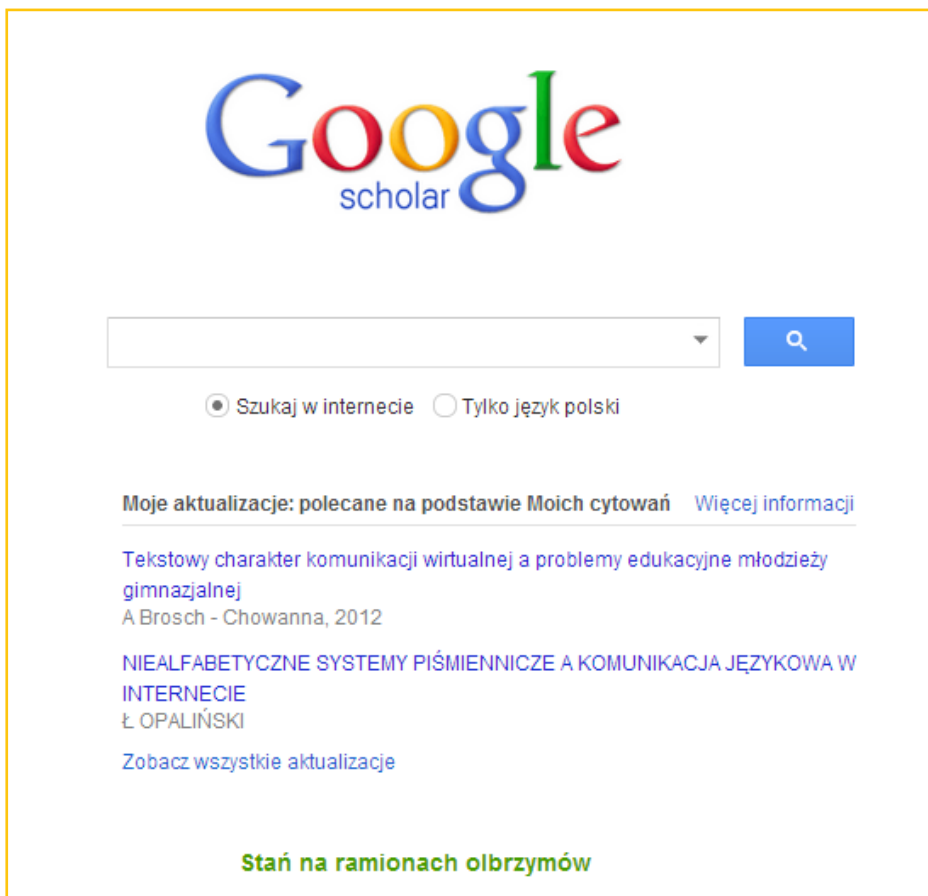 Google
scholar
Szukaj w internecie Tylko język polski
Moje aktualizacje: polecane na podstawie Moich cytowań Więcej informacji
Tekstowy charakter komunikacji wirtualnej a problemy edukacyjne młodzieży
gimnazjalnej
A Brosch - Chowanna, 2012
NIEALFABETYCZNE SYSTEMY PIŚMIENNICZE A KOMUNIKACJA JĘZYKOWA W
INTERNECIE
Ł OPALIŃSKI
Zobacz wszystkie aktualizacje
Stań na ramionach olbrzymów